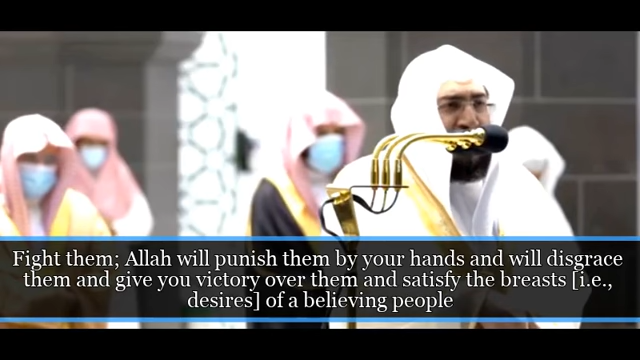 Fight them; Allah will punish them by your hands and will disgrace
them and give you victory over them and satisfy the breasts [i.e.,
desires] of a believing people